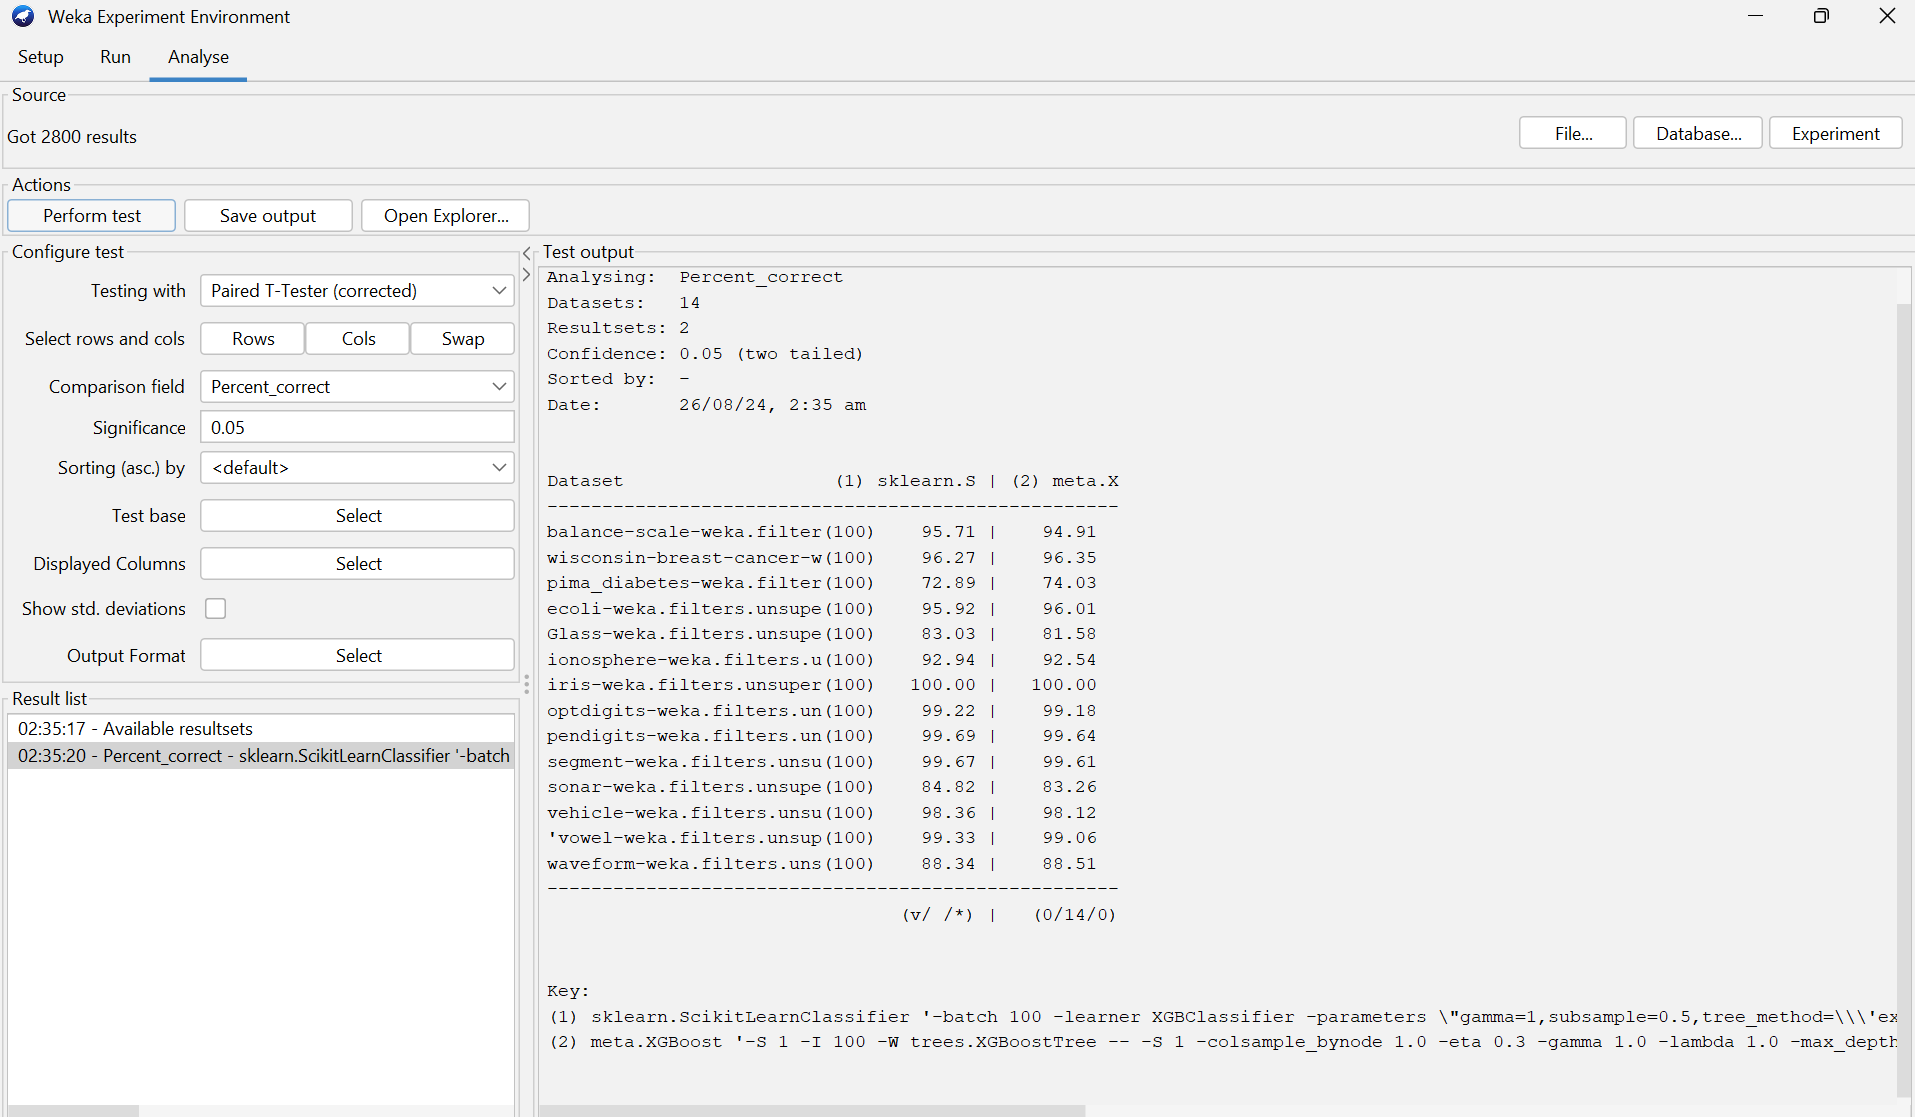 Weka Experiment Environment
Setup Run Analyse
Source
Got 2800 results
File... Database... Experiment
Actions
Perform test Save output Open Explorer...
Configure test
Testing with Paired T-Tester (corrected)
Select rows and cols Rows Cols Swap
Comparison field Percent_correct
Significance 0.05
Sorting (asc.) by <default>
Test base Select
Displayed Columns Select
Show std. deviations
Output Format Select
Result list
02:35:17 - Available resultsets
02:35:20 - Percent_correct - sklearn.ScikitLearnClassifier '-batch
Test output
Analysing: Percent_correct
Datasets: 14
Resultsets: 2
Confidence: 0.05 (two tailed)
Sorted by: -
Date: 26/08/24, 2:35 am
Dataset (1) sklearn.S | (2) meta.X
----------------------------------------------------
balance-scale-weka.filter(100) 95.71 | 94.91
wisconsin-breast-cancer-w(100) 96.27 | 96.35
pima_diabetes-weka.filter(100) 72.89 | 74.03
ecoli-weka.filters.unsupe(100) 95.92 | 96.01
Glass-weka.filters.unsupe(100) 83.03 | 81.58
ionosphere-weka.filters.u(100) 92.94 | 92.54
iris-weka.filters.unsuper(100) 100.00 | 100.00
optdigits-weka.filters.un(100) 99.22 | 99.18
pendigits-weka.filters.un(100) 99.69 | 99.64
segment-weka.filters.unsu(100) 99.67 | 99.61
sonar-weka.filters.unsupe(100) 84.82 | 83.26
vehicle-weka.filters.unsu(100) 98.36 | 98.12
'vowel-weka.filters.unsup(100) 99.33 | 99.06
waveform-weka.filters.uns(100) 88.34 | 88.51
----------------------------------------------------
(v/ /*) | (0/14/0)
Key:
(1) sklearn.ScikitLearnClassifier '-batch 100 -learner XGBClassifier -parameters \"gamma=1,subsample=0.5,tree_method=\\\'ex
(2) meta.XGBoost '-S 1 -I 100 -W trees.XGBoostTree -- -S 1 -colsample_bynode 1.0 -eta 0.3 -gamma 1.0 -lambda 1.0 -max_depth